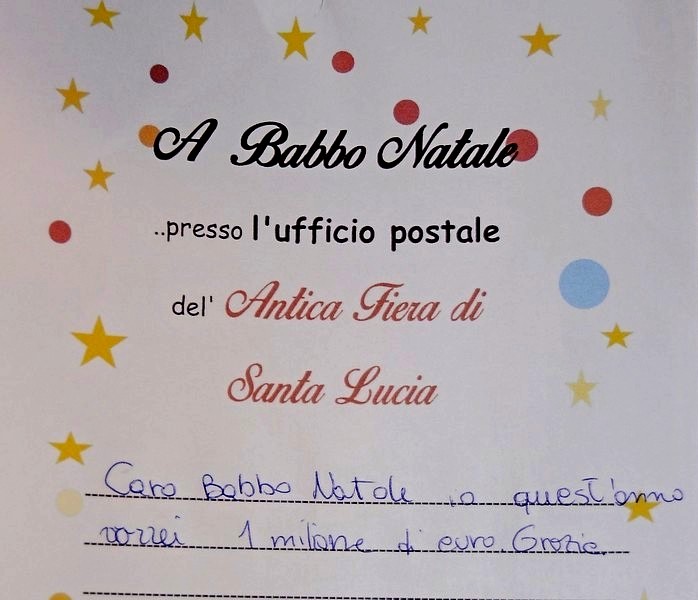 A Babbo Natale
..presso l'ufficio postale
del' Antica Fiera di
Santa Lucia
Caro Babbo Natale io quest'anno
vorrei 1 milione di euro. Grazie.